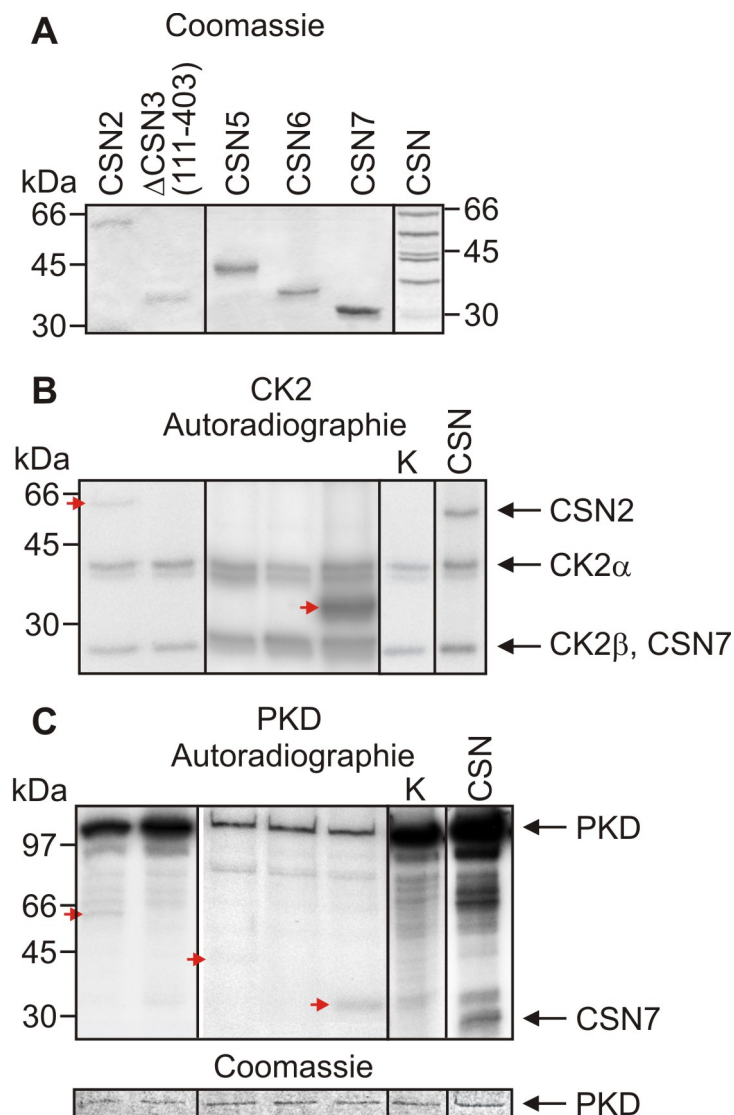 A
Coomassie
kDa
CSN2
ΔCSN3
(111-403)
CSN5
CSN6
CSN7
CSN
66
45
30
66
45
30
B
CK2
Autoradiographie
kDa
K
CSN
66
45
30
CSN2
CK2α
CK2β, CSN7
C
PKD
Autoradiographie
kDa
K
CSN
97
66
45
30
PKD
CSN7
Coomassie
PKD